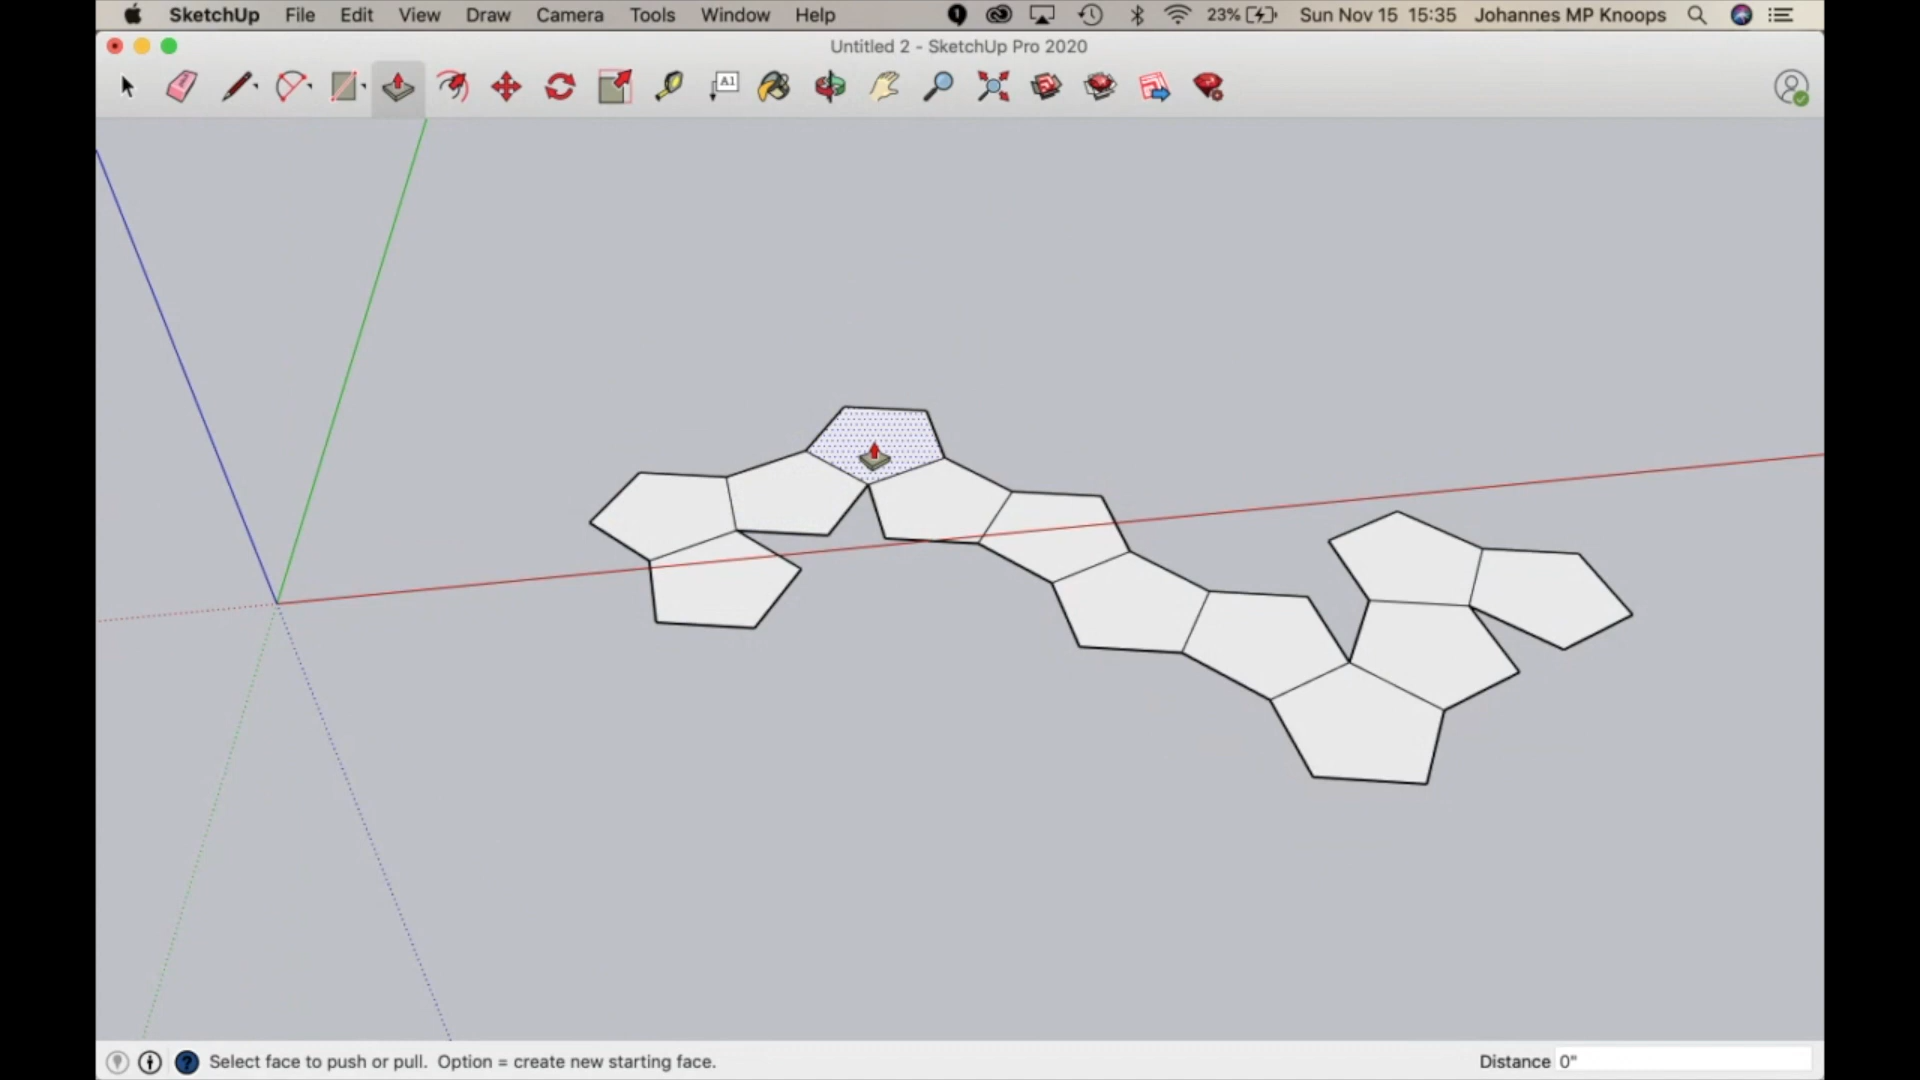 SketchUp File Edit View Draw Camera Tools Window Help 23% Sun Nov 15 15:35 Johannes MP Knoops
Untitled 2 - SketchUp Pro 2020
A1
Select face to push or pull. Option = create new starting face. Distance 0"